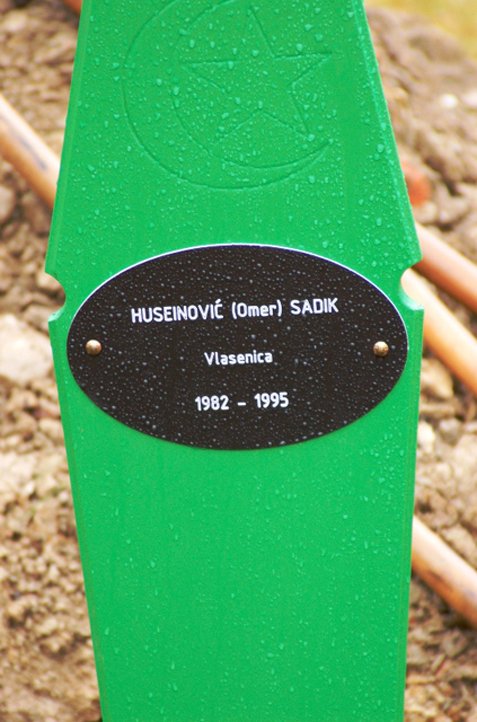 HUSEINOVIĆ (Omer) SADIK
Vlasenica
1982 - 1995